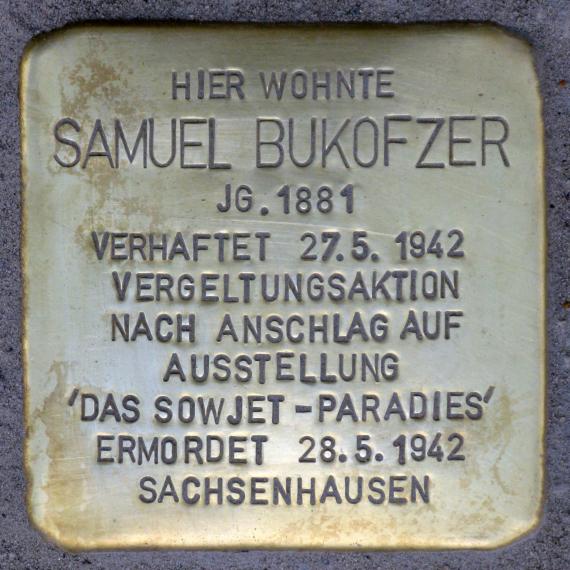 HIER WOHNTE
SAMUEL BUKOFZER
JG. 1881
VERHAFTET 27.5. 1942
VERGELTUNGSAKTION
NACH ANSCHLAG AUF
AUSSTELLUNG
'DAS SOWJET-PARADIES'
ERMORDET 28.5.1942
SACHSENHAUSEN